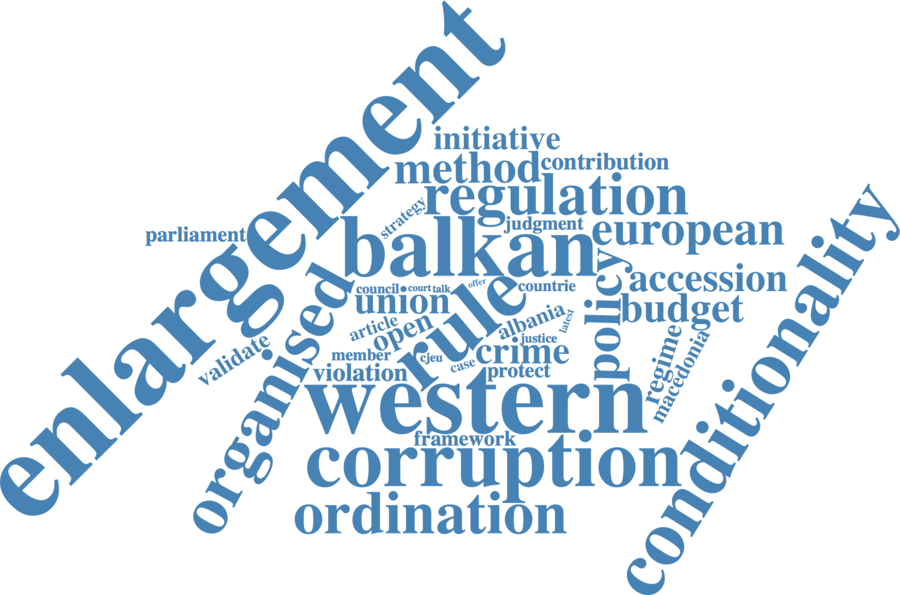 enlargement
initiative
method
contribution
regulation
strategy
judgment
parliament
balkan
european
conditionality
policy
accession
council
court
talk
offer
countrie
union
rule
budget
organised
article
open
albania
latest
validate
member
cjeu
case
crime
justice
regime
macedonia
violation
protect
western
framework
corruption
ordination